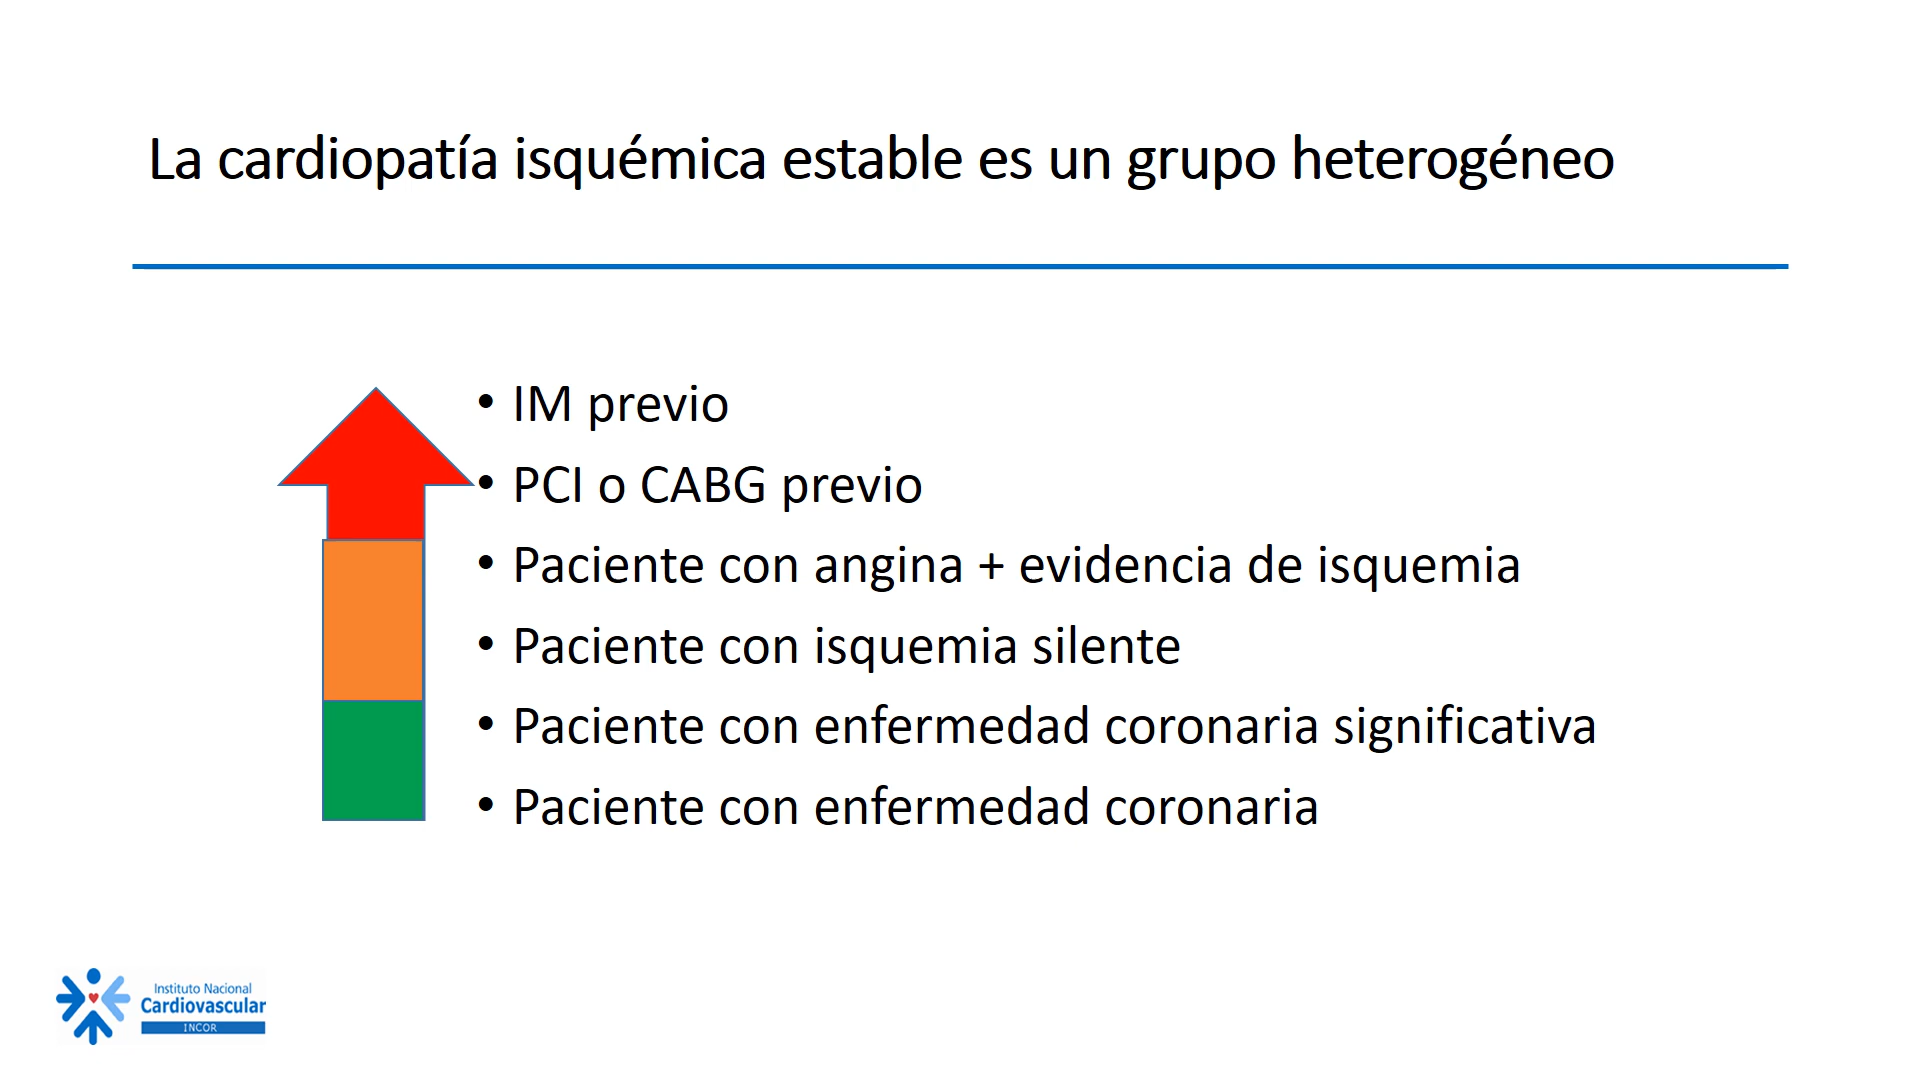 La cardiopatía isquémica estable es un grupo heterogéneo
• IM previo
• PCI o CABG previo
• Paciente con angina + evidencia de isquemia
• Paciente con isquemia silente
• Paciente con enfermedad coronaria significativa
• Paciente con enfermedad coronaria
Instituto Nacional
Cardiovascular
INCOR